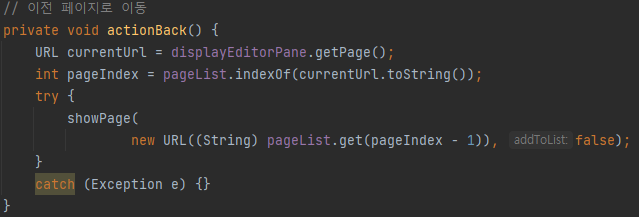 // 이전 페이지로 이동
private void actionBack() {
URL currentUrl = displayEditorPane.getPage();
int pageIndex = pageList.indexOf(currentUrl.toString());
try {
showPage(
new URL((String) pageList.get(pageIndex - 1)), addToList: false);
}
catch (Exception e) {}
}